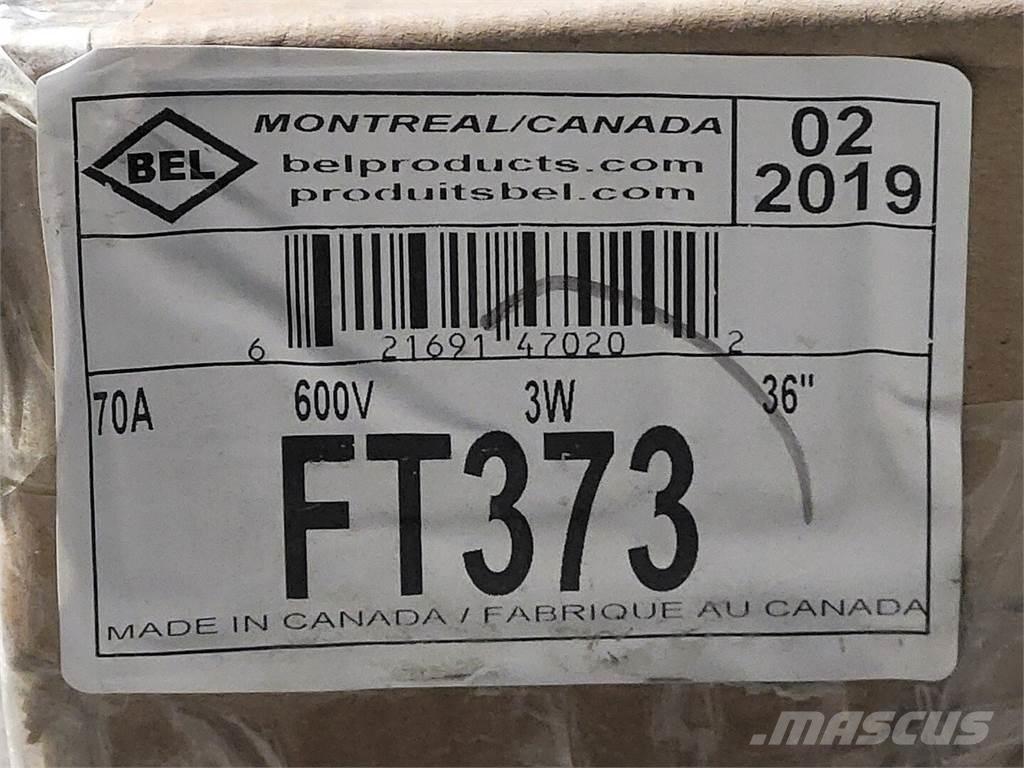 BEL
MONTREAL/CANADA
belproducts.com
produitsbel.com
02
2019
6 21691 47020 2
70A 600V 3W 36"
FT373
MADE IN CANADA / FABRIQUE AU CANADA
MASCUS